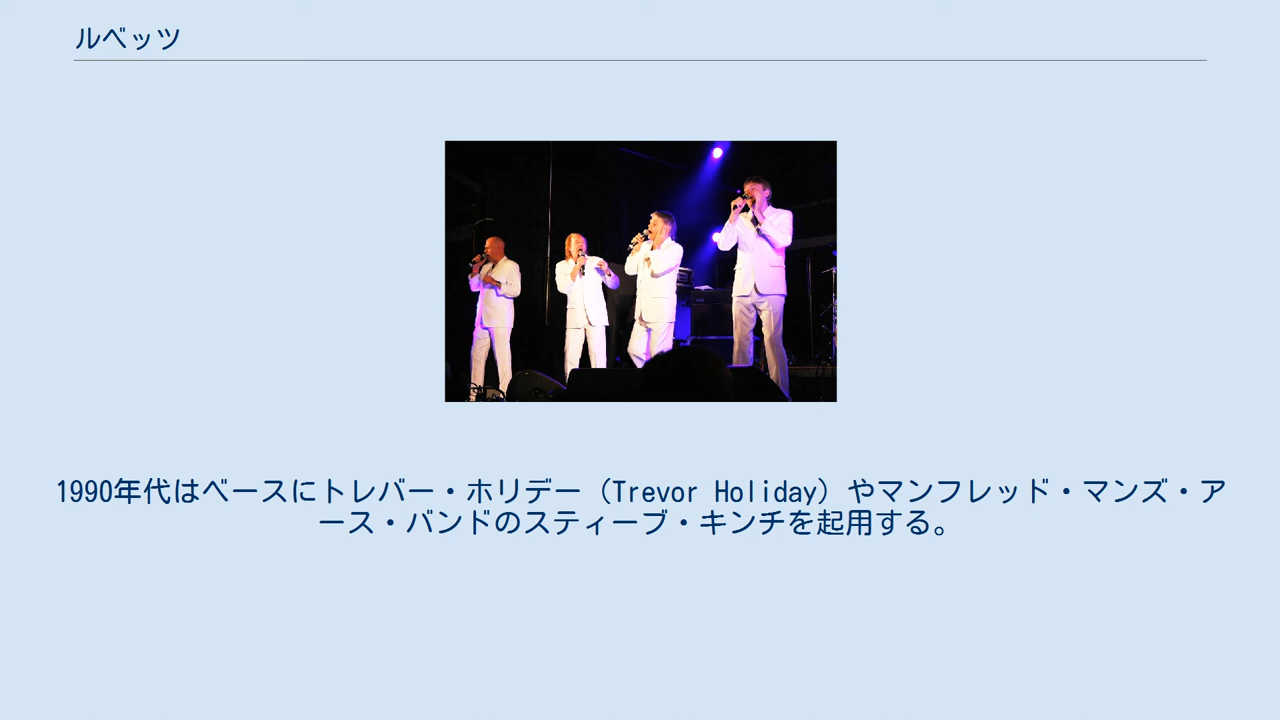 ルベッツ
1990年代はベースにトレバー・ホリデー（Trevor Holiday）やマンフレッド・マンズ・ア
ース・バンドのスティーブ・キンチを起用する。